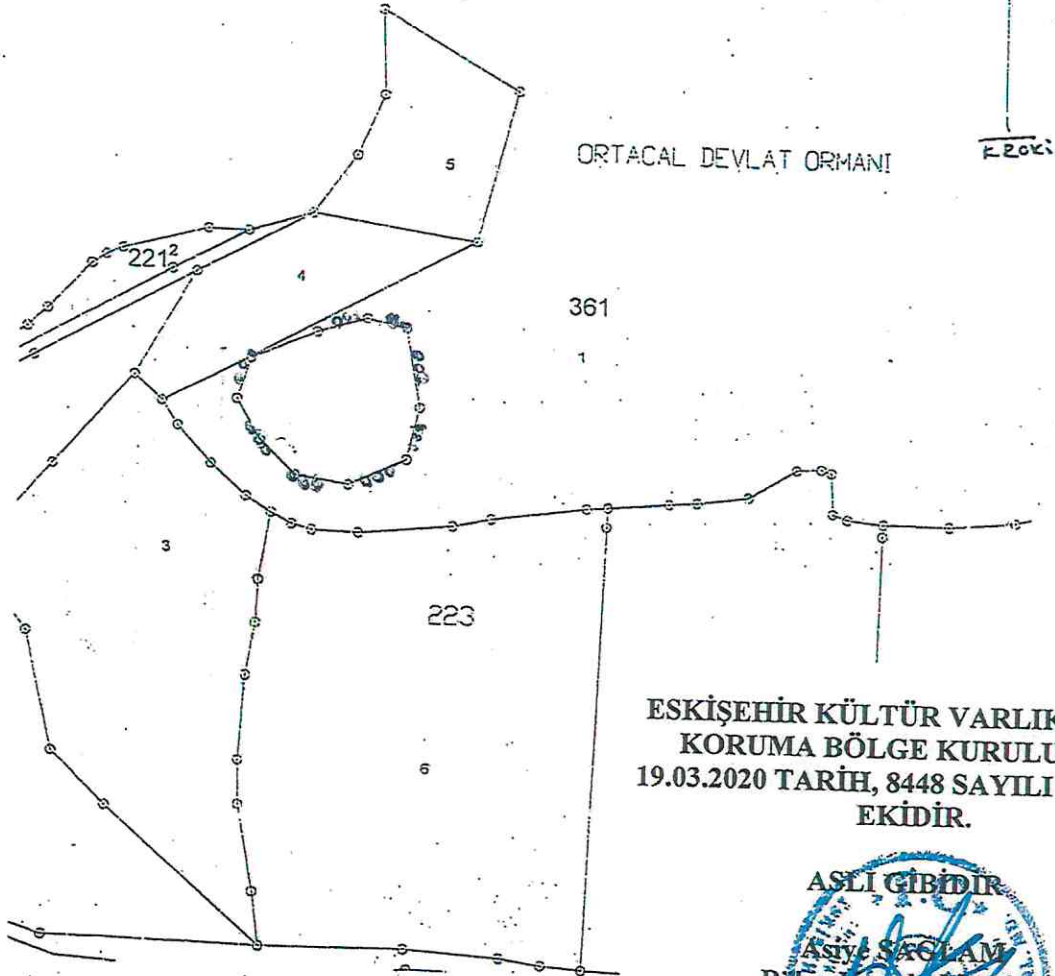 KROKİ
5
ORTACAL DEVLAT ORMANI
221²
4
361
1
3
223
6
ESKİŞEHİR KÜLTÜR VARLIK
KORUMA BÖLGE KURULU
19.03.2020 TARİH, 8448 SAYILI
EKİDİR.
ASLI GİBİDİR
Asiye SAĞLAM